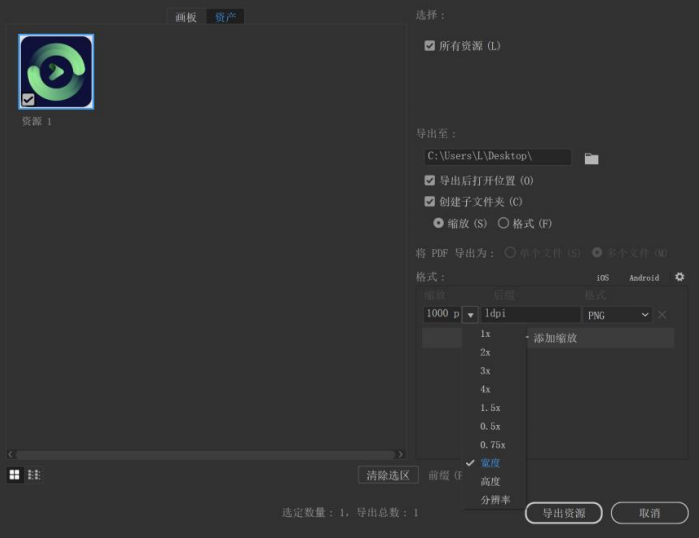 画板 资产
选择：
所有资源 (L)
资源 1
导出至：
C:\Users\L\Desktop\
导出后打开位置 (O)
创建子文件夹 (C)
缩放 (S) 格式 (F)
将 PDF 导出为： 单个文件 (S) 多个文件 (M)
格式： iOS Android
缩放 后缀 格式
1000 p ldpi PNG
1x
添加缩放
2x
3x
4x
1.5x
0.5x
0.75x
宽度
清除选区 前缀
高度
分辨率
选定数量：1，导出总数：1 导出资源 取消